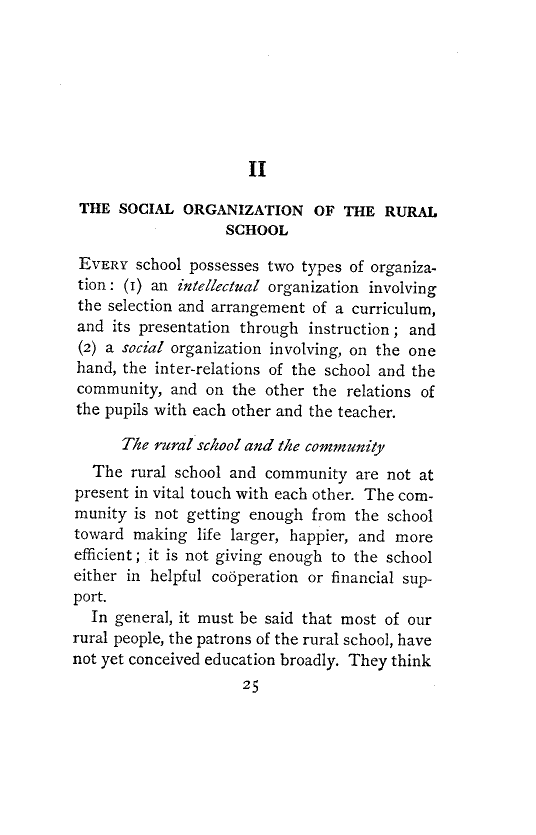 II
THE SOCIAL ORGANIZATION OF THE RURAL
SCHOOL
EVERY school possesses two types of organiza-
tion: (1) an intellectual organization involving
the selection and arrangement of a curriculum,
and its presentation through instruction; and
(2) a social organization involving, on the one
hand, the inter-relations of the school and the
community, and on the other the relations of
the pupils with each other and the teacher.
The rural school and the community
The rural school and community are not at
present in vital touch with each other. The com-
munity is not getting enough from the school
toward making life larger, happier, and more
efficient; it is not giving enough to the school
either in helpful coöperation or financial sup-
port.
In general, it must be said that most of our
rural people, the patrons of the rural school, have
not yet conceived education broadly. They think
25